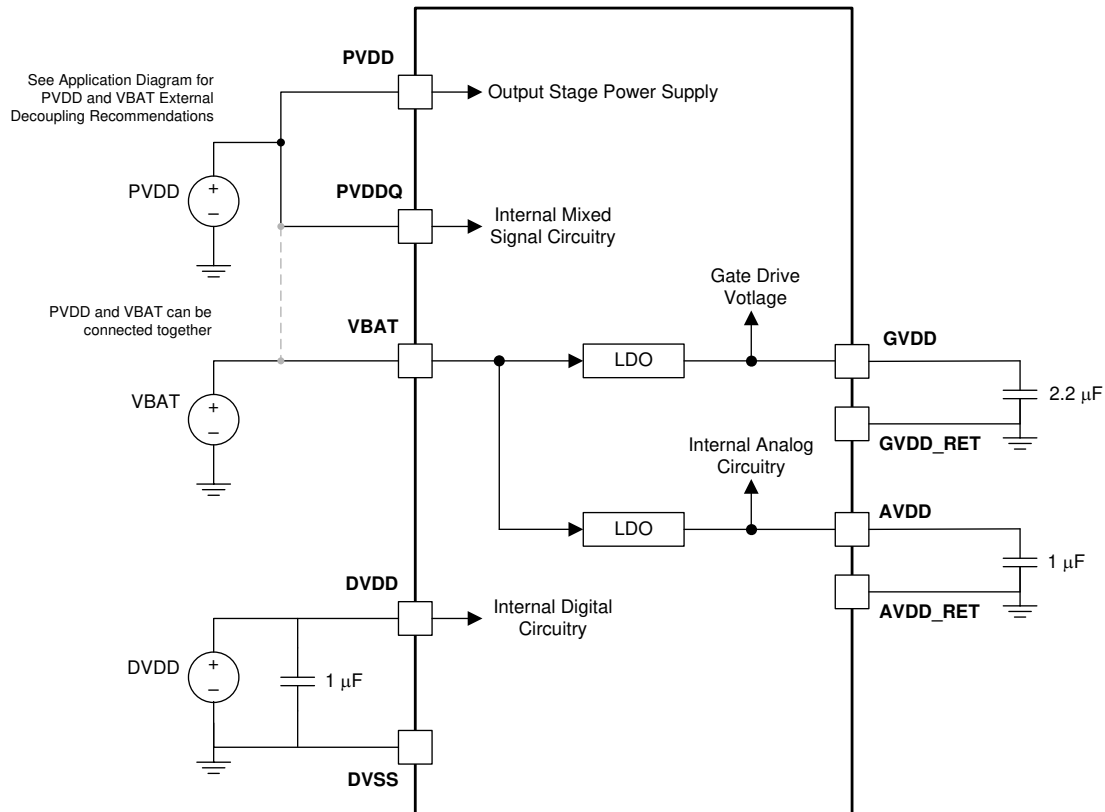 PVDD
See Application Diagram for
PVDD and VBAT External
Decoupling Recommendations
Output Stage Power Supply
PVDD
+
−
PVDDQ
Internal Mixed
Signal Circuitry
PVDD and VBAT can be
connected together
VBAT
VBAT
+
−
Gate Drive
Votlage
LDO
GVDD
2.2 μF
GVDD_RET
Internal Analog
Circuitry
LDO
AVDD
1 μF
AVDD_RET
DVDD
Internal Digital
Circuitry
DVDD
+
−
1 μF
DVSS